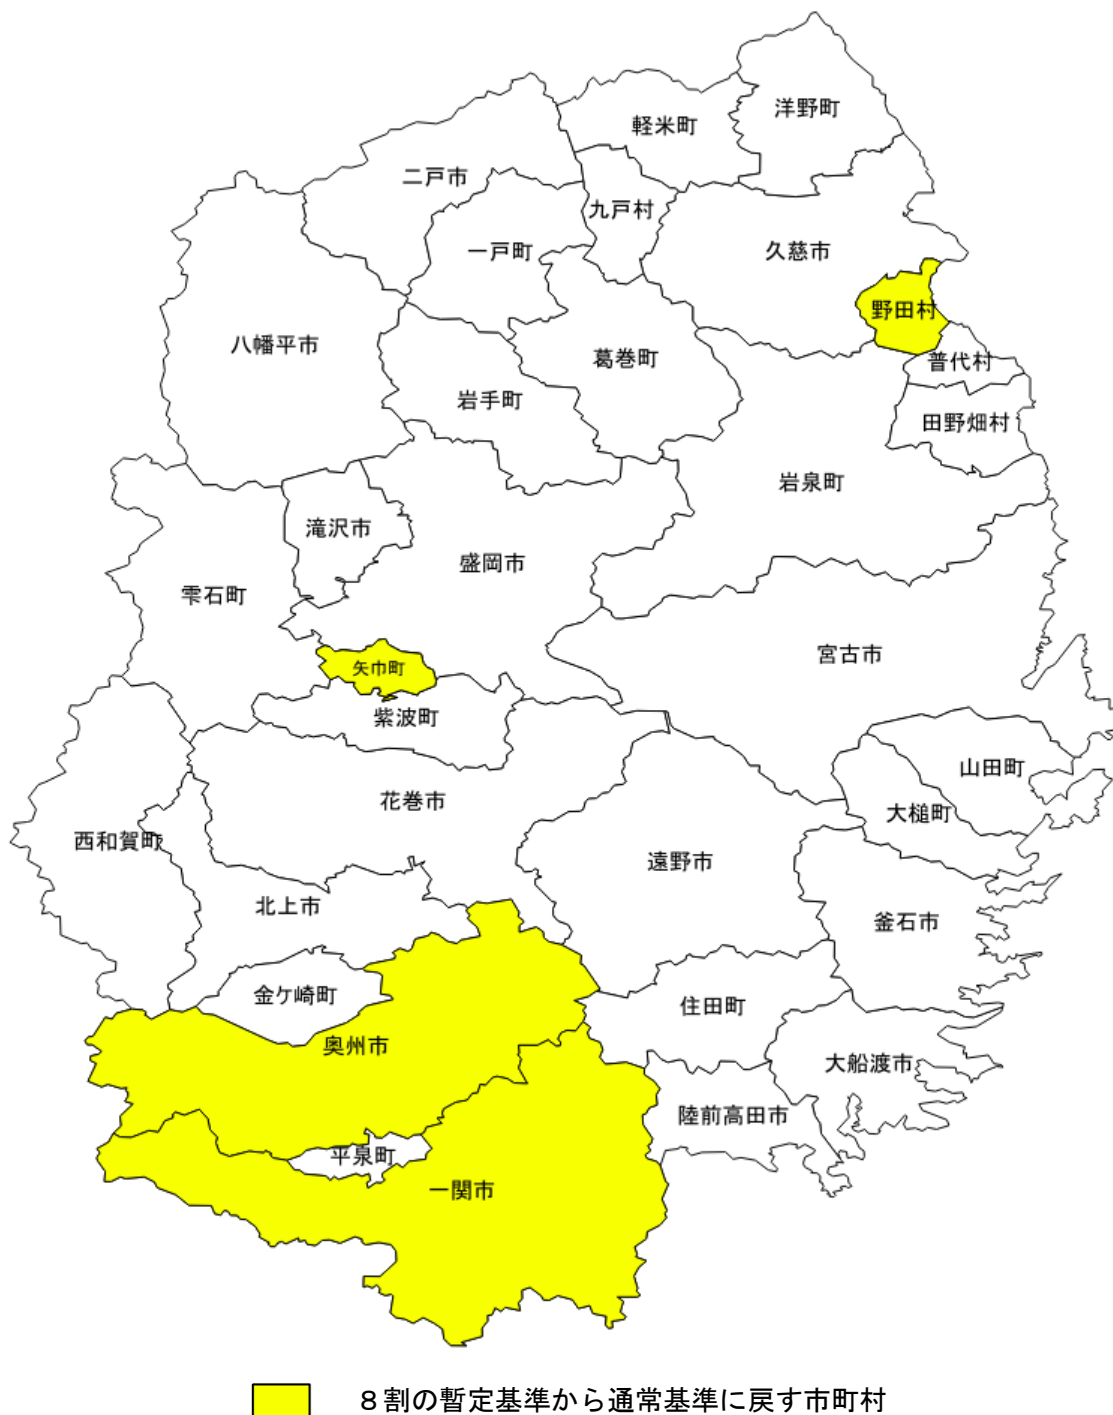 洋野町
軽米町
二戸市
九戸村
一戸町
久慈市
野田村
八幡平市
葛巻町
普代村
岩手町
田野畑村
岩泉町
滝沢市
盛岡市
雫石町
宮古市
矢巾町
紫波町
山田町
花巻市
大槌町
西和賀町
遠野市
北上市
釜石市
金ケ崎町
住田町
奥州市
大船渡市
陸前高田市
平泉町
一関市
８割の暫定基準から通常基準に戻す市町村